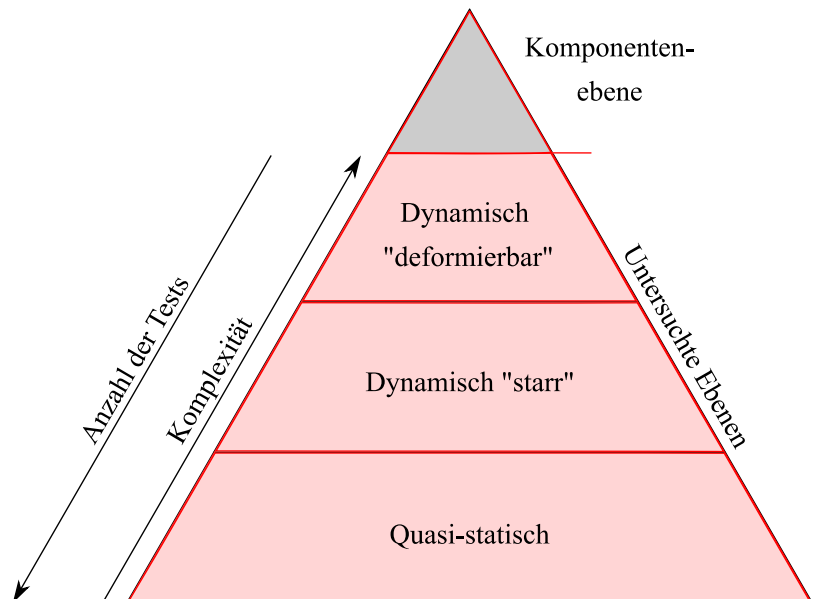 Komponenten-
ebene
Dynamisch
"deformierbar"
Dynamisch "starr"
Quasi-statisch
Anzahl der Tests
Komplexität
Untersuchte Ebenen